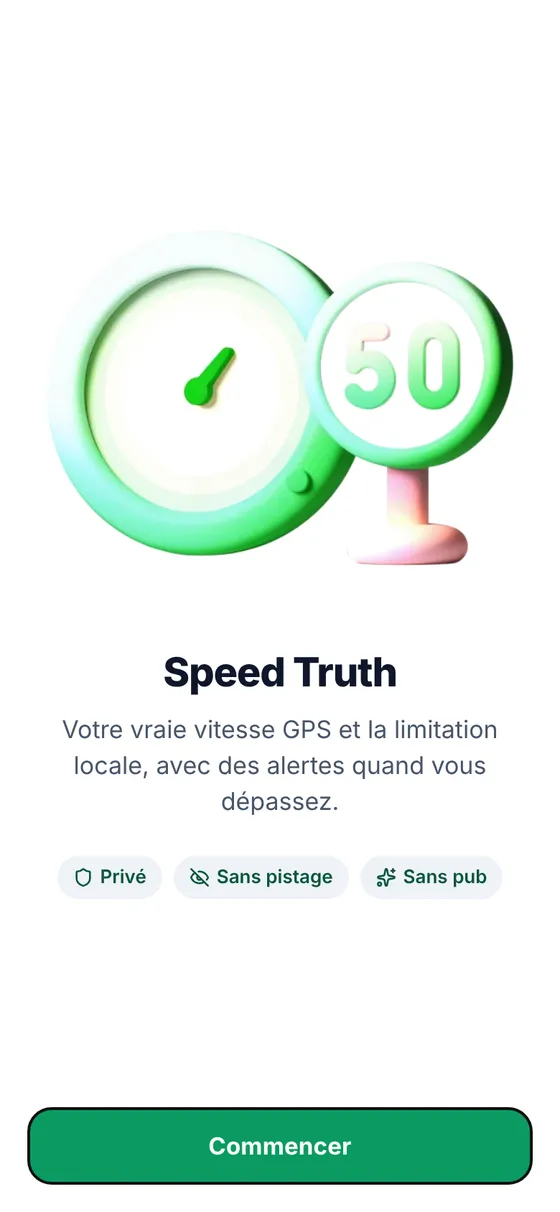 50
Speed Truth
Votre vraie vitesse GPS et la limitation
locale, avec des alertes quand vous
dépassez.
Privé
Sans pistage
Sans pub
Commencer